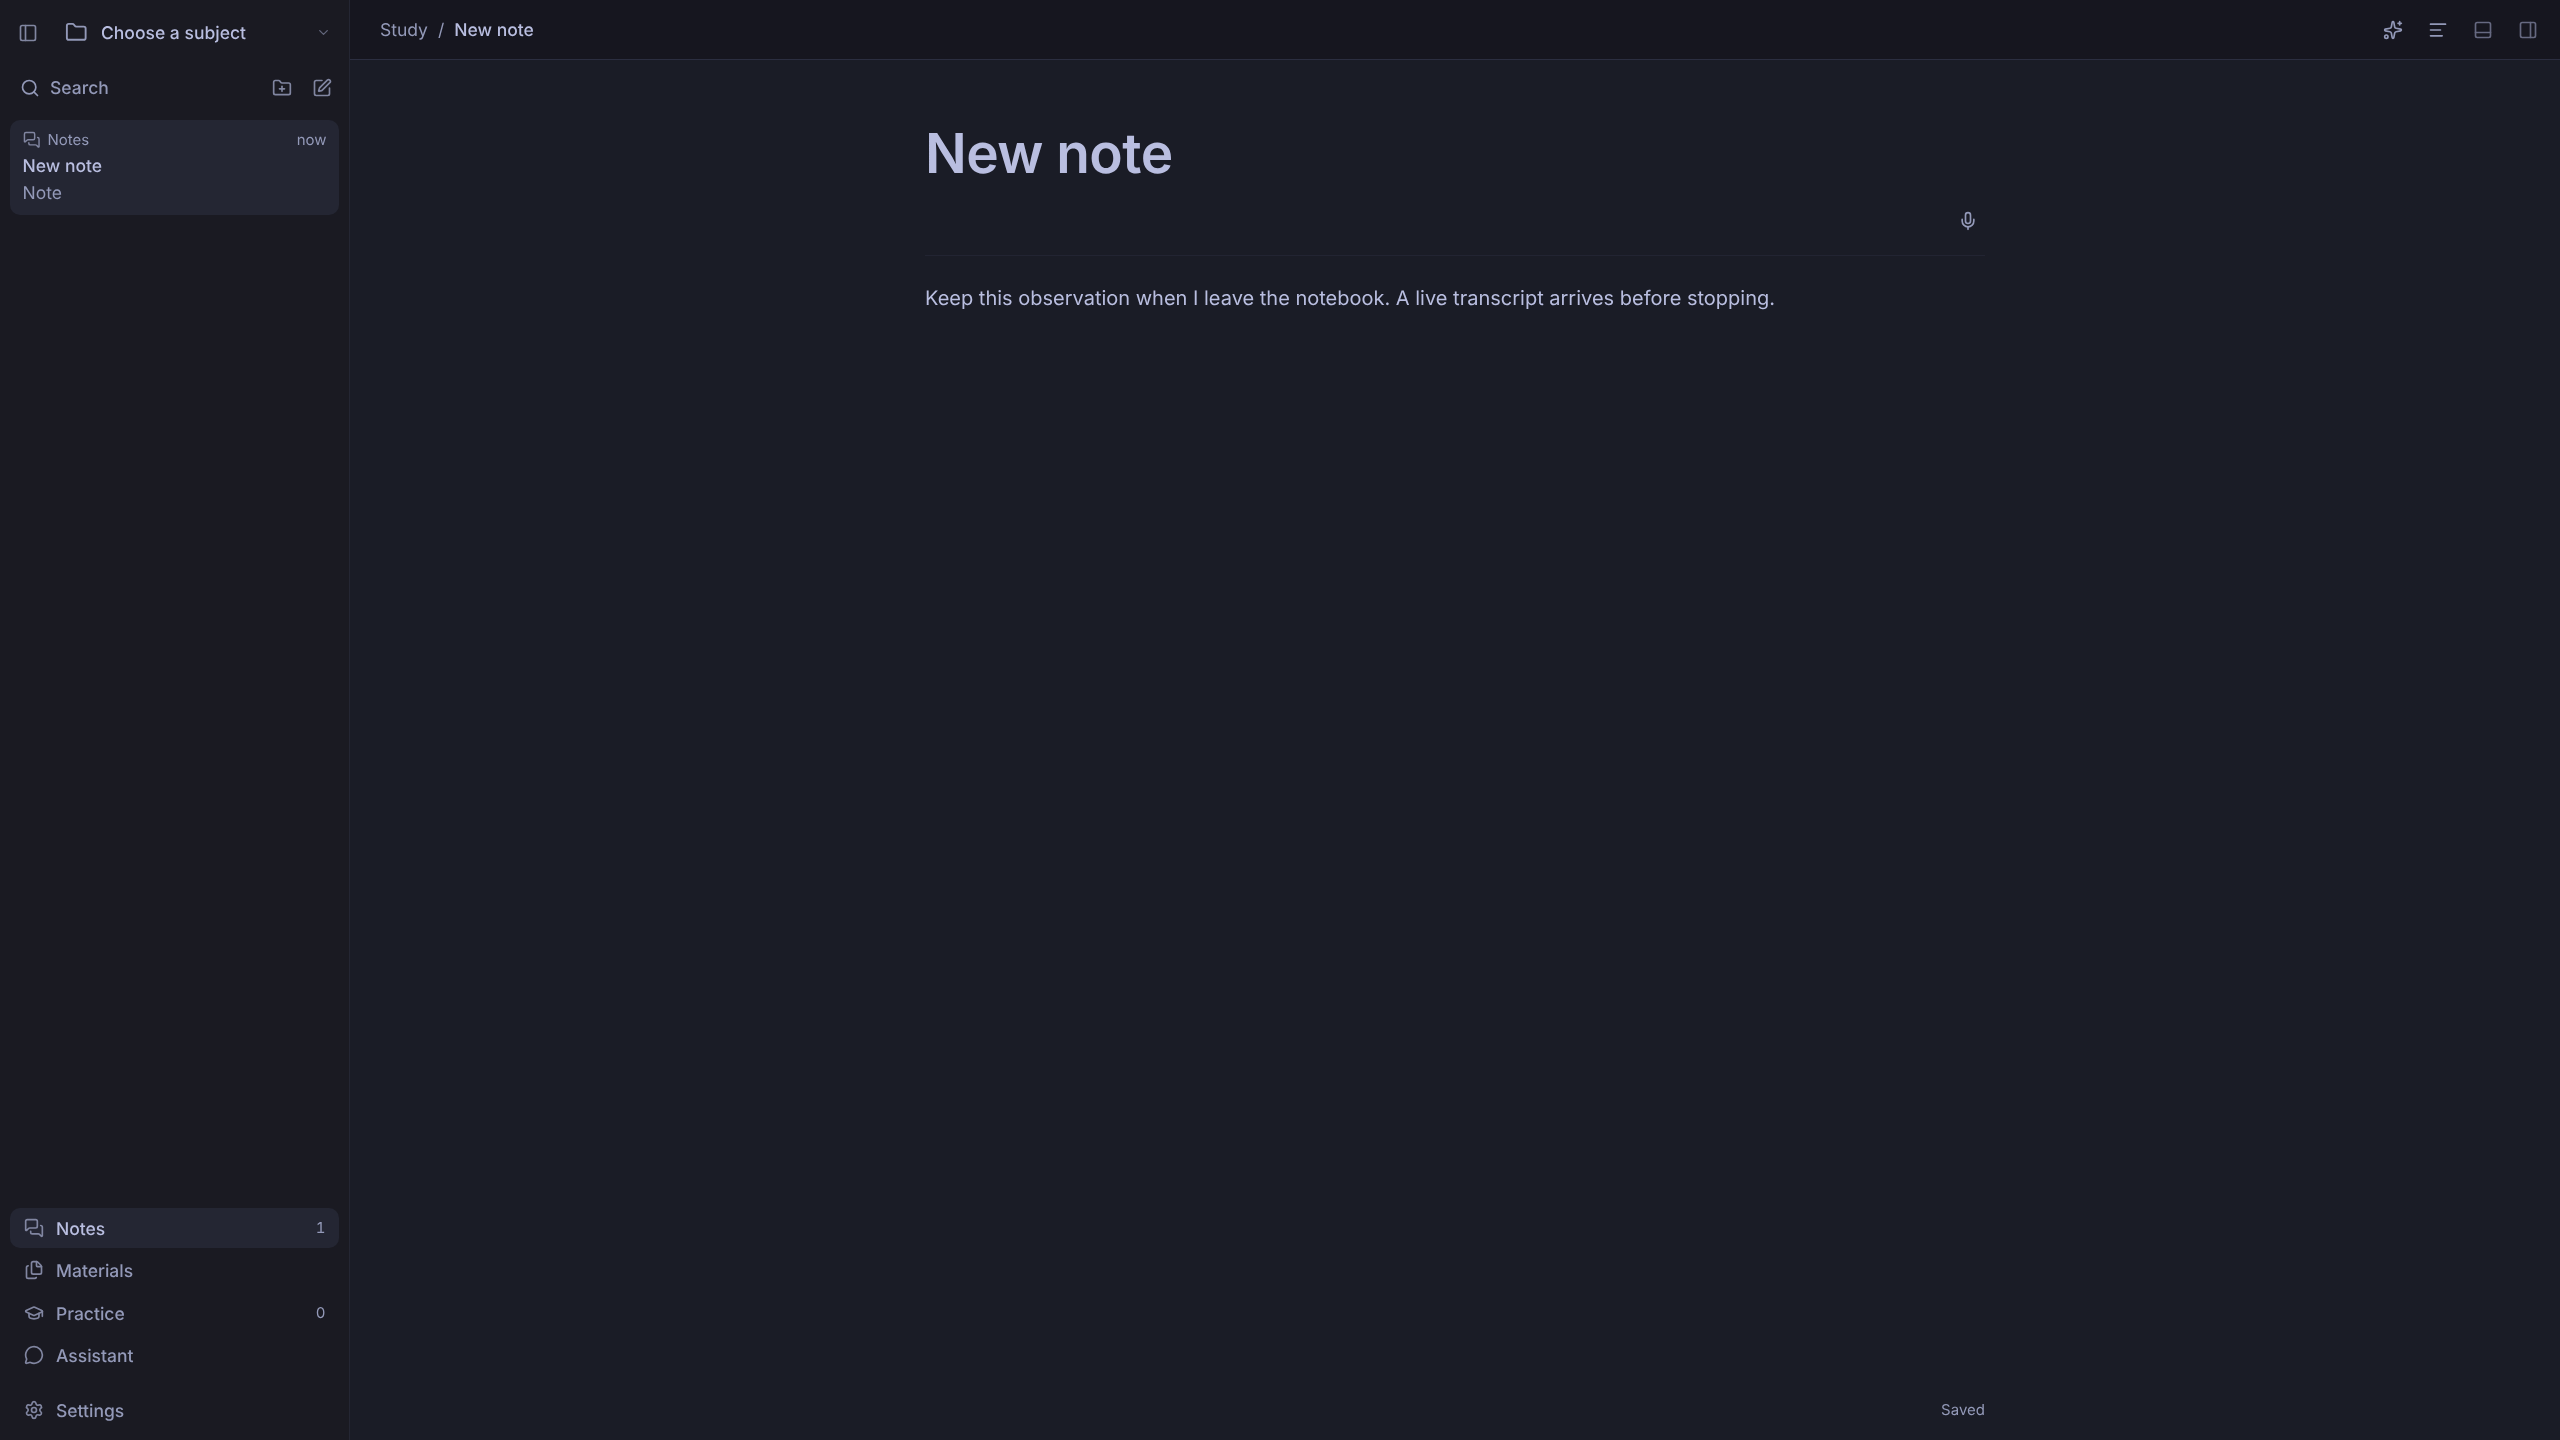 Choose a subject
Search
Notes now
New note
Note
Notes 1
Materials
Practice 0
Assistant
Settings
Study / New note
New note
Keep this observation when I leave the notebook. A live transcript arrives before stopping.
Saved